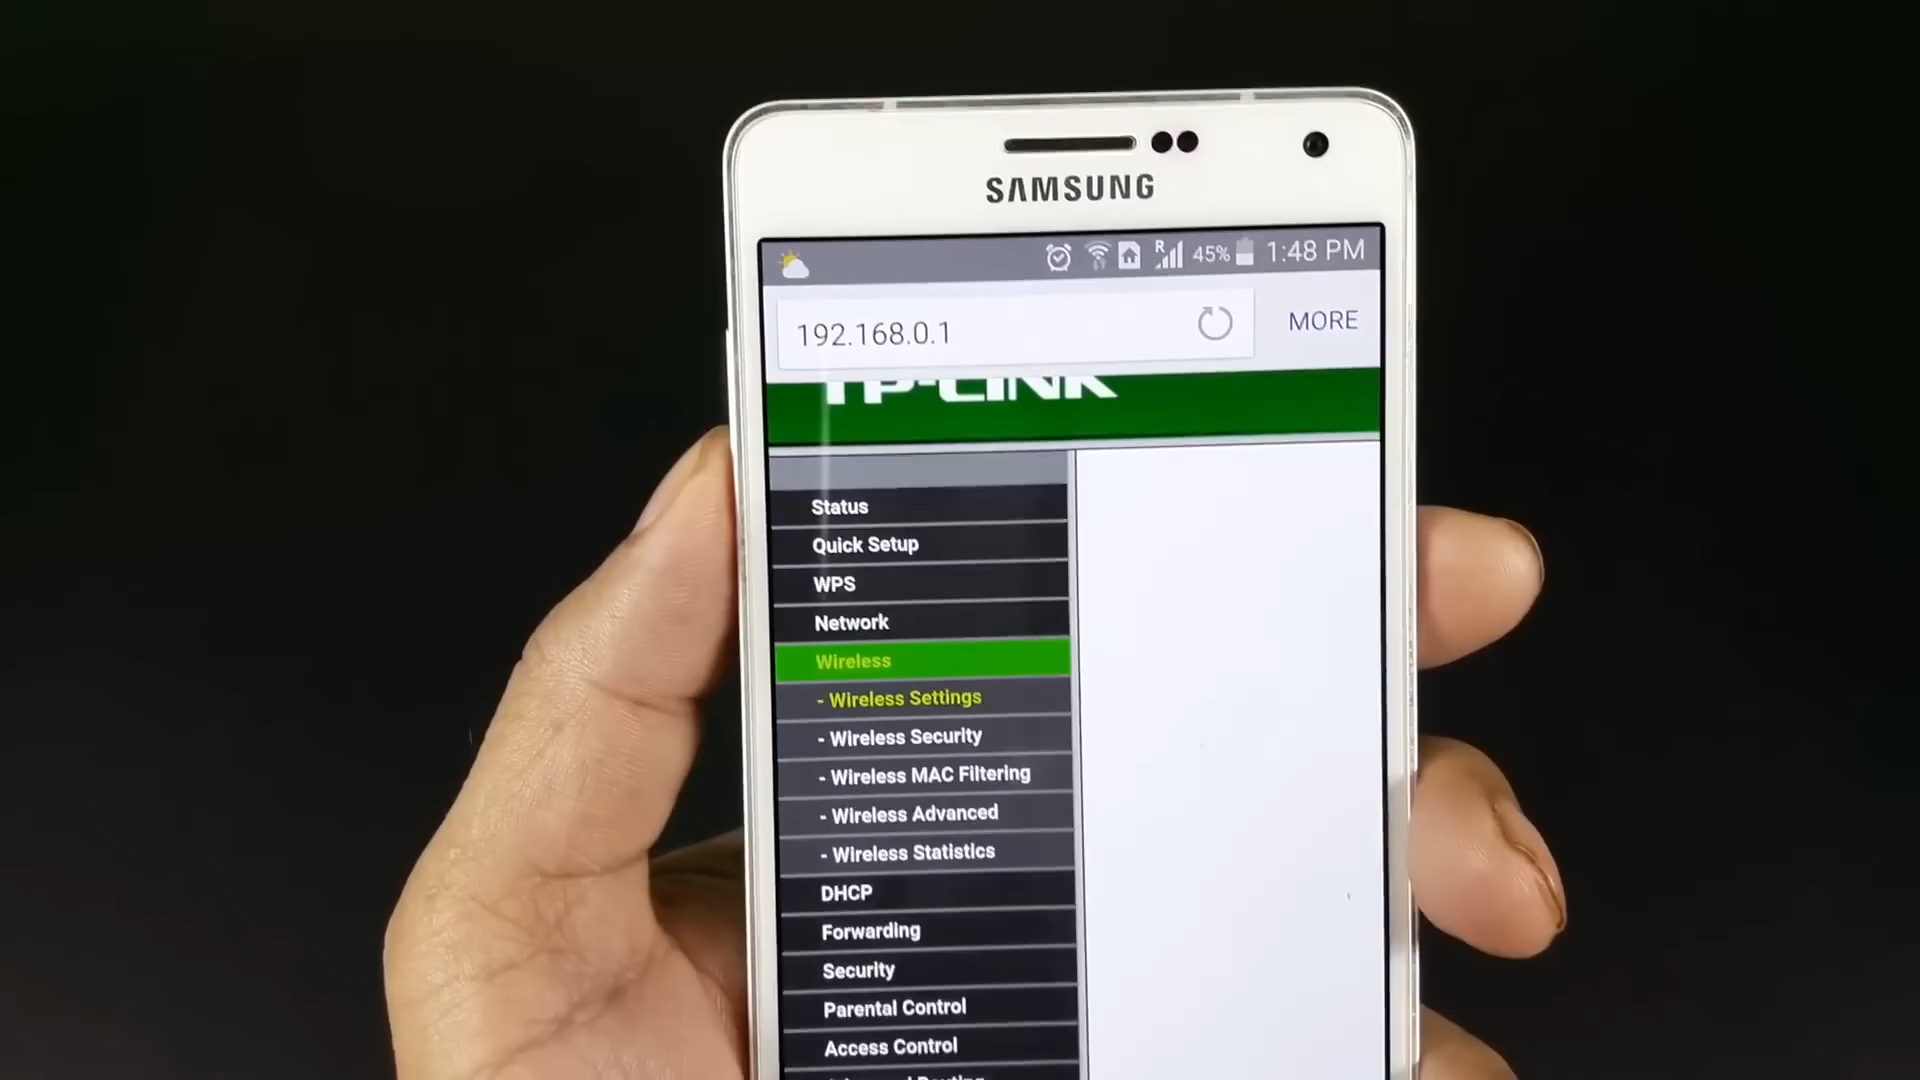 SAMSUNG
R 45% 1:48 PM
192.168.0.1 MORE
TP-LINK
Status
Quick Setup
WPS
Network
Wireless
- Wireless Settings
- Wireless Security
- Wireless MAC Filtering
- Wireless Advanced
- Wireless Statistics
DHCP
Forwarding
Security
Parental Control
Access Control